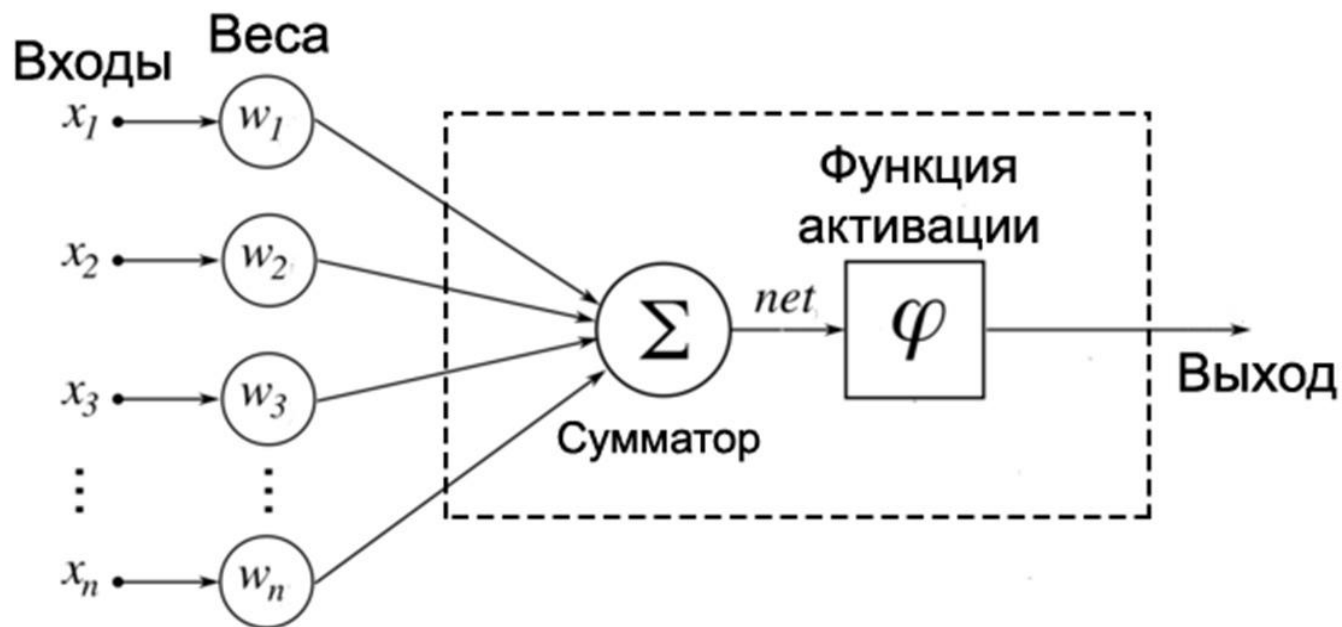 Входы
Веса
x₁
w₁
x₂
w₂
x₃
w₃
⋮
⋮
xₙ
wₙ
Σ
Сумматор
net
Функция
активации
φ
Выход